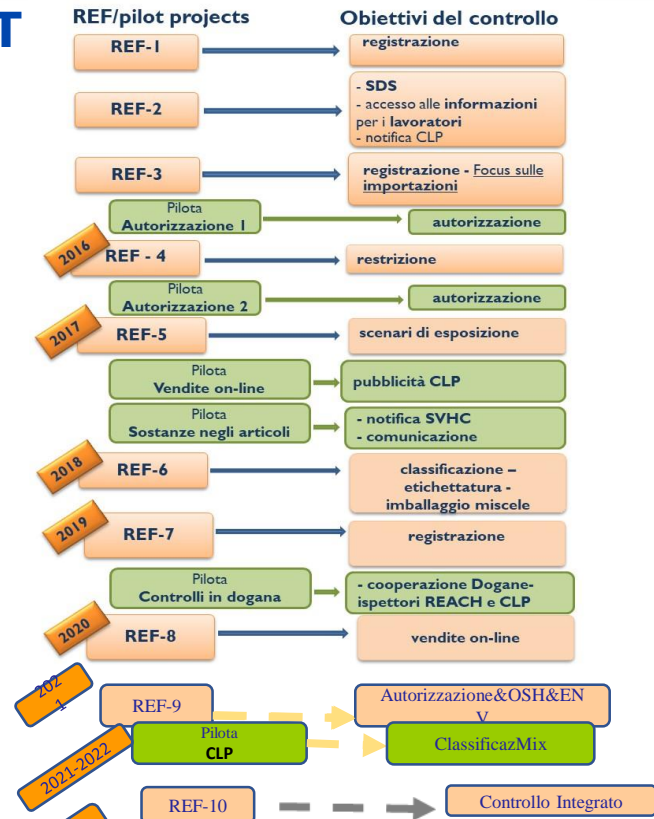 T
REF/pilot projects
Obiettivi del controllo
REF-1
registrazione
REF-2
- SDS
- accesso alle informazioni
per i lavoratori
- notifica CLP
REF-3
registrazione - Focus sulle
importazioni
Pilota
Autorizzazione 1
autorizzazione
2016
REF - 4
restrizione
Pilota
Autorizzazione 2
autorizzazione
2017
REF-5
scenari di esposizione
Pilota
Vendite on-line
pubblicità CLP
Pilota
Sostanze negli articoli
- notifica SVHC
- comunicazione
2018
REF-6
classificazione –
etichettatura -
imballaggio miscele
2019
REF-7
registrazione
Pilota
Controlli in dogana
- cooperazione Dogane-
ispettori REACH e CLP
2020
REF-8
vendite on-line
202
1
REF-9
Autorizzazione&OSH&EN
V
2021-2022
Pilota
CLP
ClassificazMix
REF-10
Controllo Integrato